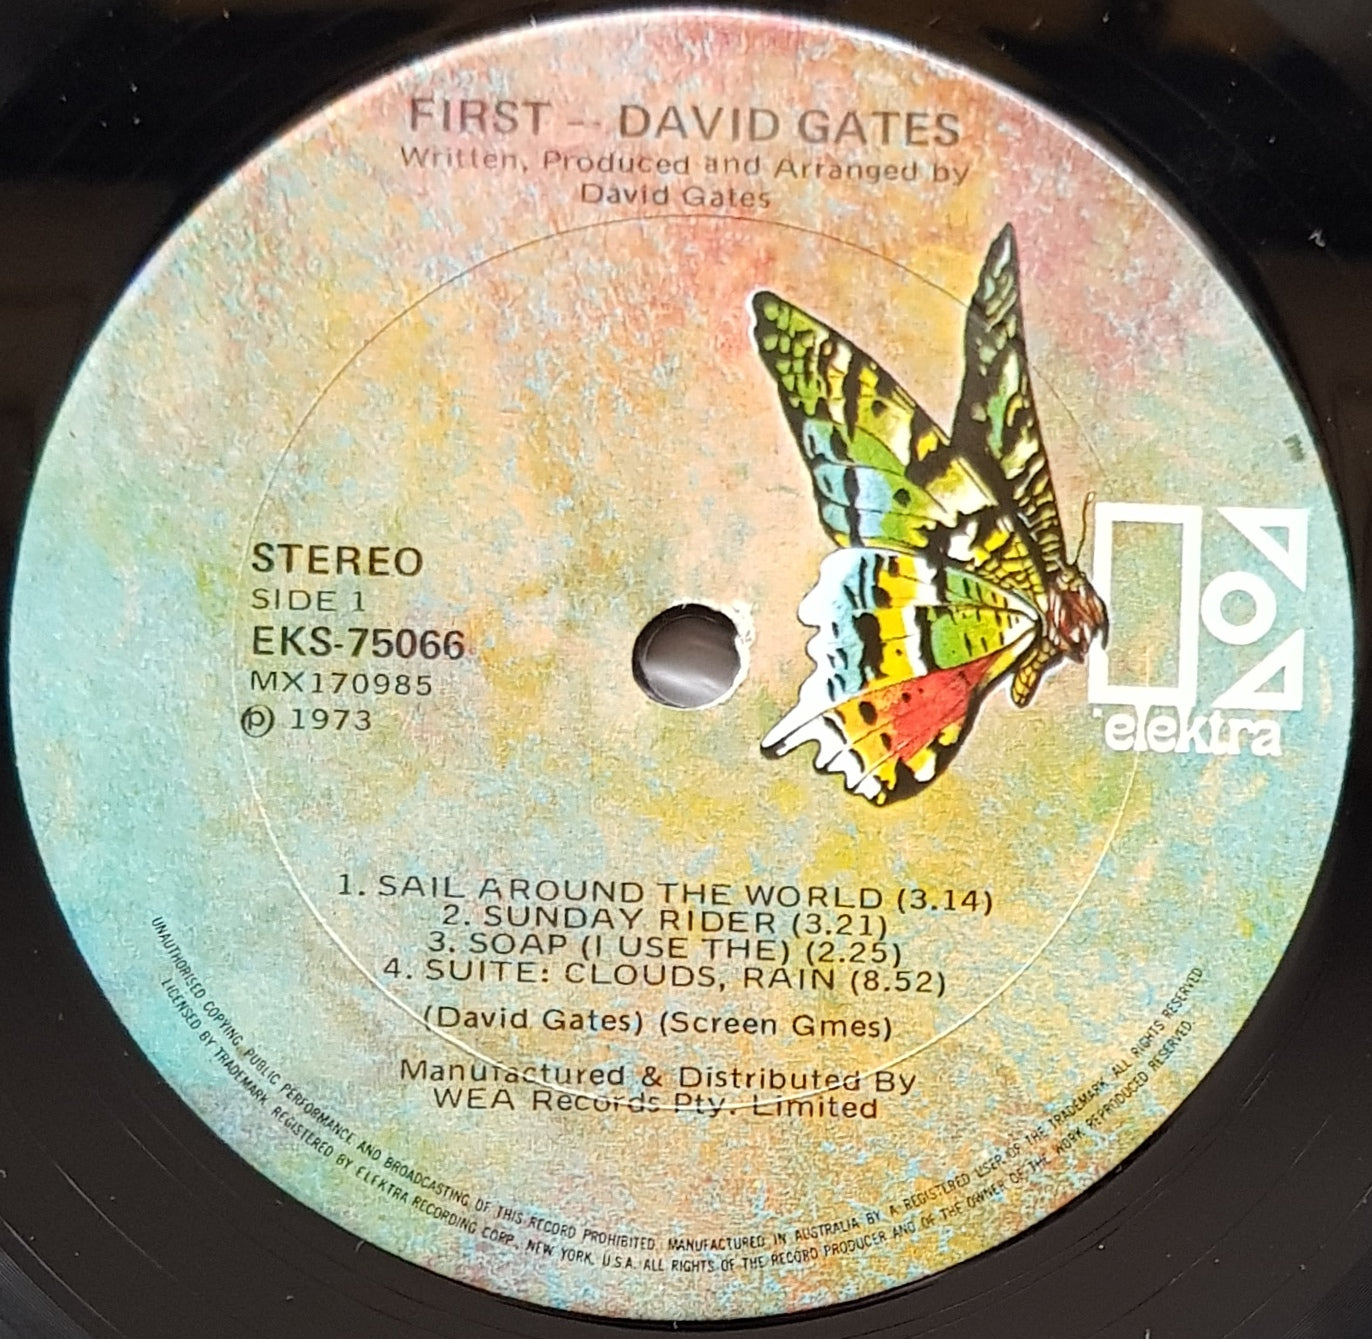 FIRST -- DAVID GATES
Written, Produced and Arranged by
David Gates
STEREO
SIDE 1
EKS-75066
MX170985
℗ 1973
elektra
1. SAIL AROUND THE WORLD (3.14)
2. SUNDAY RIDER (3.21)
3. SOAP (I USE THE) (2.25)
4. SUITE: CLOUDS, RAIN (8.52)
(David Gates) (Screen Gmes)
Manufactured & Distributed By
WEA Records Pty. Limited
UNAUTHORISED COPYING, PUBLIC PERFORMANCE AND BROADCASTING OF THIS RECORD PROHIBITED. MANUFACTURED IN AUSTRALIA BY A REGISTERED USER OF THE TRADEMARK. ALL RIGHTS RESERVED
LICENSED BY TRADEMARK REGISTERED BY ELEKTRA RECORDING CORP., NEW YORK, U.S.A. ALL RIGHTS OF THE RECORD PRODUCER AND OF THE OWNER OF THE WORK REPRODUCED RESERVED.